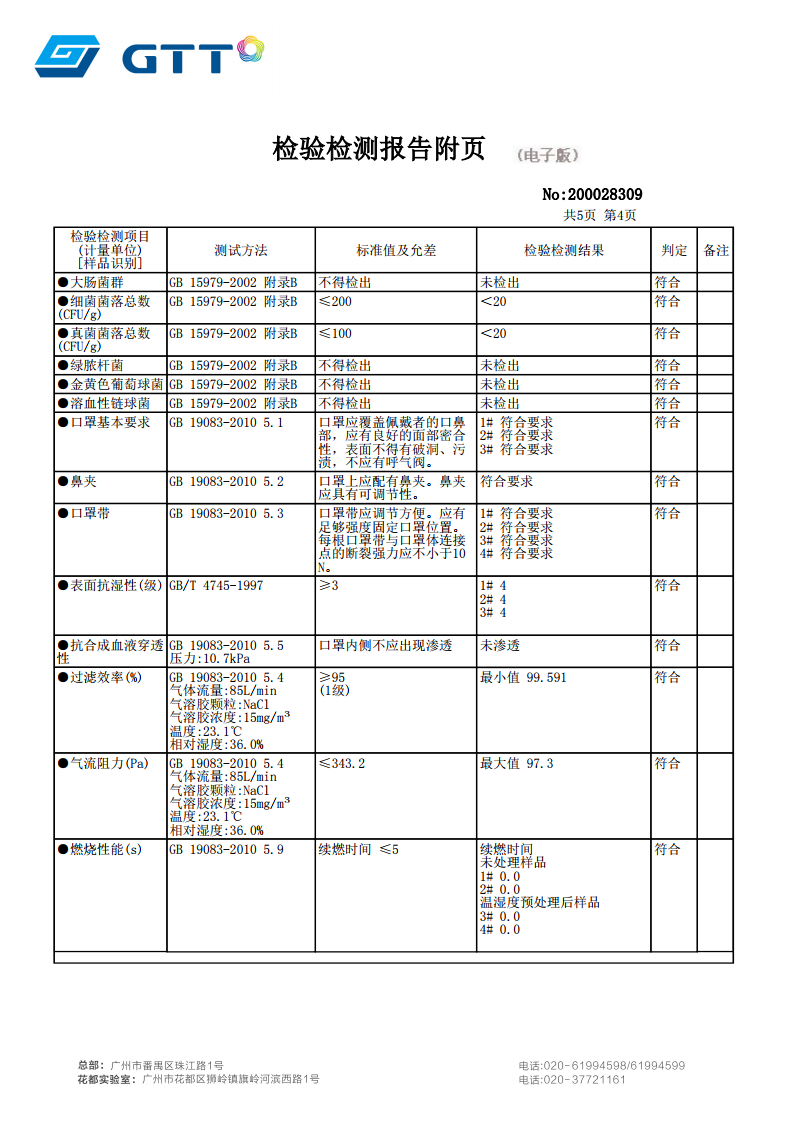 GTT
检验检测报告附页 (电子版)
No:200028309
共5页 第4页
检验检测项目
(计量单位)
[样品识别]
测试方法
标准值及允差
检验检测结果
判定
备注
●大肠菌群 GB 15979-2002 附录B 不得检出 未检出 符合
●细菌菌落总数 GB 15979-2002 附录B ≤200 <20 符合
(CFU/g)
●真菌菌落总数 GB 15979-2002 附录B ≤100 <20 符合
(CFU/g)
●绿脓杆菌 GB 15979-2002 附录B 不得检出 未检出 符合
●金黄色葡萄球菌 GB 15979-2002 附录B 不得检出 未检出 符合
●溶血性链球菌 GB 15979-2002 附录B 不得检出 未检出 符合
●口罩基本要求 GB 19083-2010 5.1 口罩应覆盖佩戴者的口鼻 1# 符合要求 符合
部，应有良好的面部密合 2# 符合要求
性，表面不得有破洞、污 3# 符合要求
渍，不应有呼气阀。
●鼻夹 GB 19083-2010 5.2 口罩上应配有鼻夹。鼻夹 符合要求 符合
应具有可调节性。
●口罩带 GB 19083-2010 5.3 口罩带应调节方便。应有 1# 符合要求 符合
足够强度固定口罩位置。 2# 符合要求
每根口罩带与口罩体连接 3# 符合要求
点的断裂强力应不小于10 4# 符合要求
N。
●表面抗湿性(级) GB/T 4745-1997 ≥3 1# 4 符合
2# 4
3# 4
●抗合成血液穿透 GB 19083-2010 5.5 口罩内侧不应出现渗透 未渗透 符合
性 压力:10.7kPa
●过滤效率(%) GB 19083-2010 5.4 ≥95 最小值 99.591 符合
气体流量:85L/min (1级)
气溶胶颗粒:NaCl
气溶胶浓度:15mg/m³
温度:23.1℃
相对湿度:36.0%
●气流阻力(Pa) GB 19083-2010 5.4 ≤343.2 最大值 97.3 符合
气体流量:85L/min
气溶胶颗粒:NaCl
气溶胶浓度:15mg/m³
温度:23.1℃
相对湿度:36.0%
●燃烧性能(s) GB 19083-2010 5.9 续燃时间 ≤5 续燃时间 符合
未处理样品
1# 0.0
2# 0.0
温湿度预处理后样品
3# 0.0
4# 0.0
总部：广州市番禺区珠江路1号 电话:020-61994598/61994599
花都实验室：广州市花都区狮岭镇旗岭河滨西路1号 电话:020-37721161